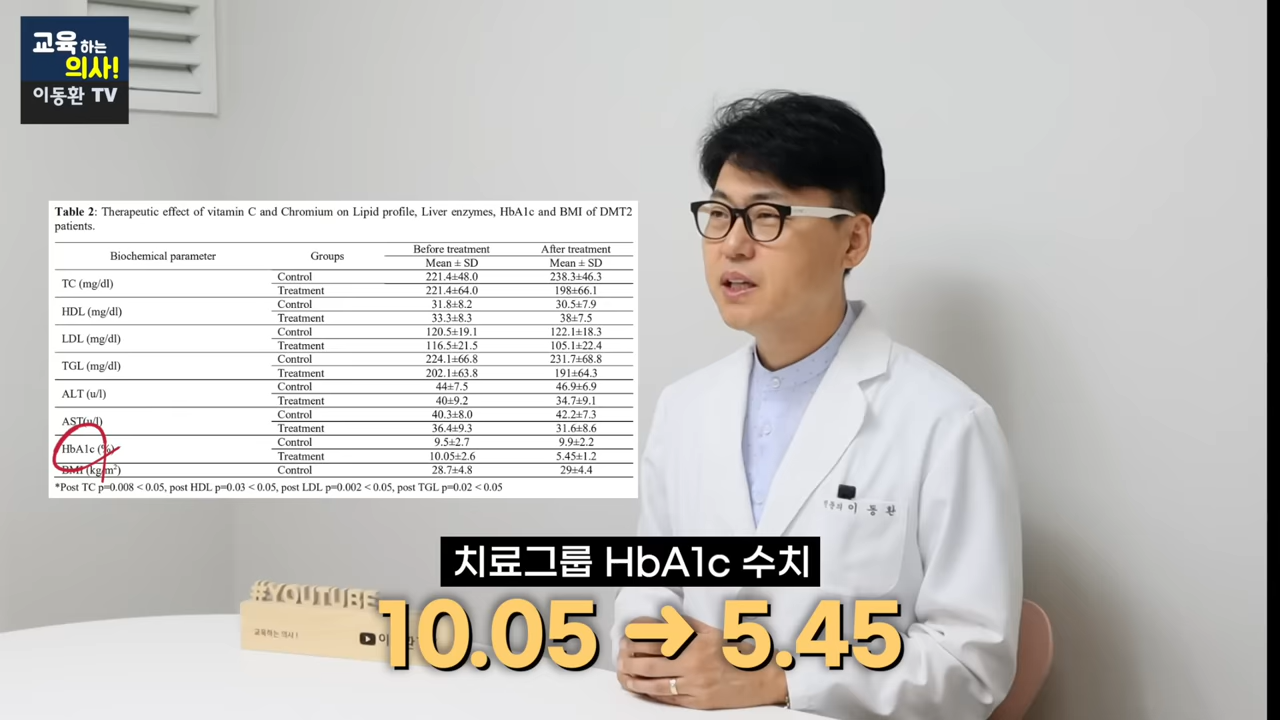 교육하는
의사!
이동환 TV
Table 2: Therapeutic effect of vitamin C and Chromium on Lipid profile, Liver enzymes, HbA1c and BMI of DMT2
patients.
Biochemical parameter Groups Before treatment After treatment
Mean ± SD Mean ± SD
TC (mg/dl) Control 221.4±48.0 238.3±46.3
Treatment 221.4±64.0 198±66.1
HDL (mg/dl) Control 31.8±8.2 30.5±7.9
Treatment 33.3±8.3 38±7.5
LDL (mg/dl) Control 120.5±19.1 122.1±18.3
Treatment 116.5±21.5 105.1±22.4
TGL (mg/dl) Control 224.1±66.8 231.7±68.8
Treatment 202.1±63.8 191±64.3
ALT (u/l) Control 44±7.5 46.9±6.9
Treatment 40±9.2 34.7±9.1
AST(u/l) Control 40.3±8.0 42.2±7.3
Treatment 36.4±9.3 31.6±8.6
HbA1c (%) Control 9.5±2.7 9.9±2.2
Treatment 10.05±2.6 5.45±1.2
BMI (kg/m²) Control 28.7±4.8 29±4.4
*Post TC p=0.008 < 0.05, post HDL p=0.03 < 0.05, post LDL p=0.002 < 0.05, post TGL p=0.02 < 0.05
이 동 환
치료그룹 HbA1c 수치
#YOUTUBE
교육하는 의사!
10.05 → 5.45